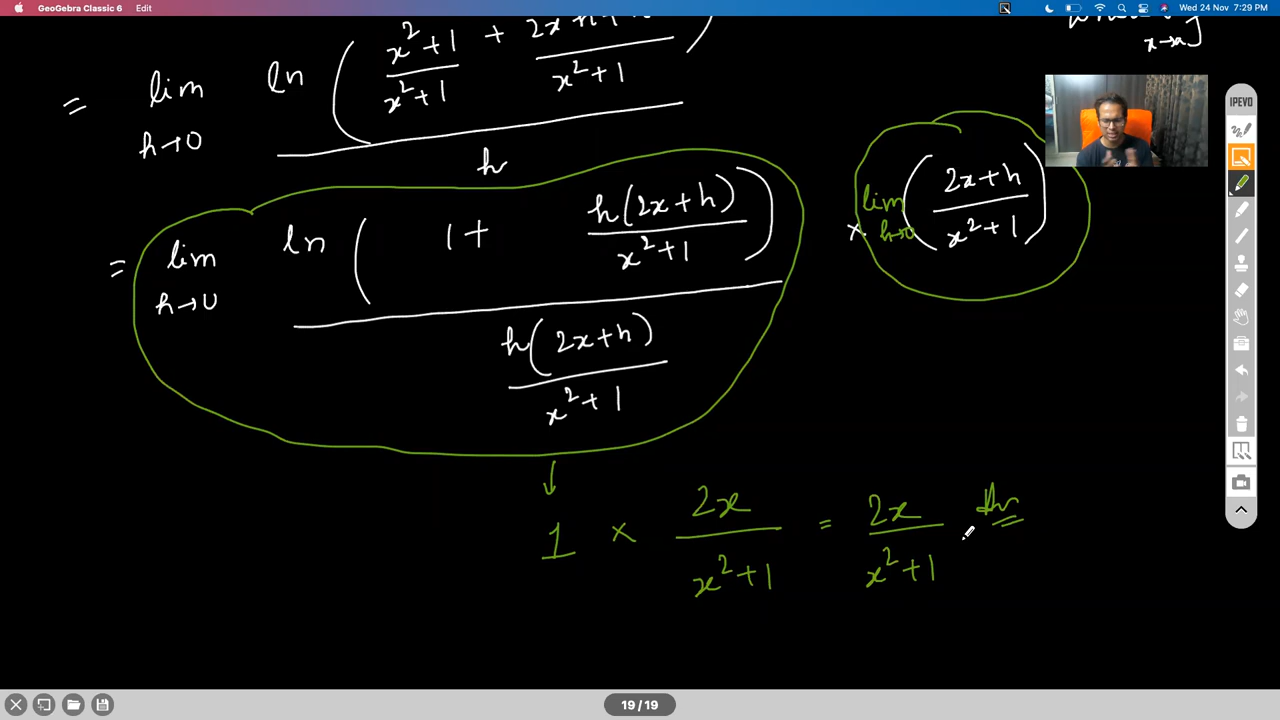 GeoGebra Classic 6 Edit Wed 24 Nov 7:29 PM
x→
= lim h→0 ln ( (x²+1)/(x²+1) + (2xh+h²)/(x²+1) ) / h
IPEVO
= lim h→0 ln ( 1+ h(2x+h)/(x²+1) ) / ( h(2x+h)/(x²+1) ) × lim h→0 ( (2x+h)/(x²+1) )
↓
1 × 2x/(x²+1) = 2x/(x²+1)
19 / 19